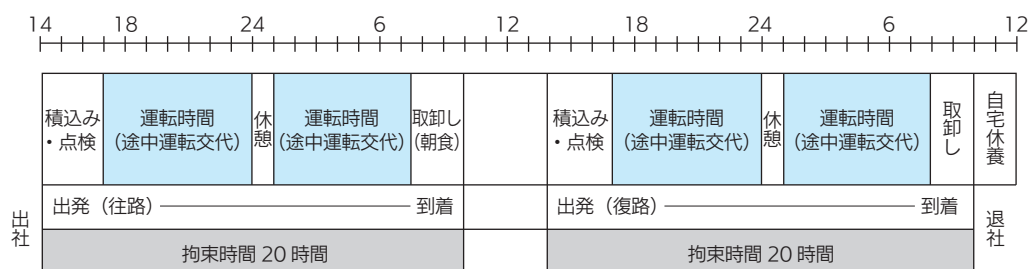 14 18 24 6 12 18 24 6 12
積込み
・点検
運転時間
(途中運転交代)
休憩
運転時間
(途中運転交代)
取卸し
(朝食)
積込み
・点検
運転時間
(途中運転交代)
休憩
運転時間
(途中運転交代)
取卸し
自宅休養
出社
出発（往路） 到着
出発（復路） 到着
退社
拘束時間 20 時間
拘束時間 20 時間